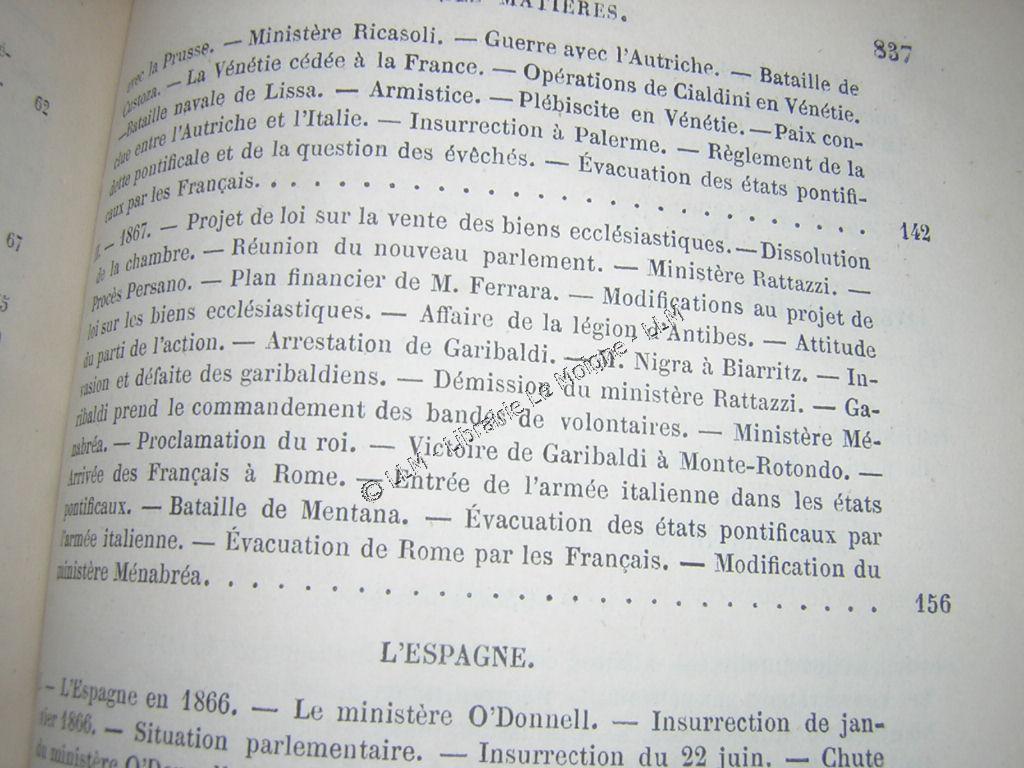 MATIÈRES.
837
avec la Prusse. — Ministère Ricasoli. — Guerre avec l'Autriche. — Bataille de
Custoza. — La Vénétie cédée à la France. — Opérations de Cialdini en Vénétie.
— Bataille navale de Lissa. — Armistice. — Plébiscite en Vénétie. — Paix con-
clue entre l'Autriche et l'Italie. — Insurrection à Palerme. — Règlement de la
dette pontificale et de la question des évêchés. — Évacuation des états pontifi-
caux par les Français. . . . . . . . . . . . . . . . . . . 142
II. — 1867. — Projet de loi sur la vente des biens ecclésiastiques. — Dissolution
de la chambre. — Réunion du nouveau parlement. — Ministère Rattazzi. —
Procès Persano. — Plan financier de M. Ferrara. — Modifications au projet de
loi sur les biens ecclésiastiques. — Affaire de la légion d'Antibes. — Attitude
du parti de l'action. — Arrestation de Garibaldi. — M. Nigra à Biarritz. — In-
vasion et défaite des garibaldiens. — Démission du ministère Rattazzi. — Ga-
ribaldi prend le commandement des bandes de volontaires. — Ministère Mé-
nabréa. — Proclamation du roi. — Victoire de Garibaldi à Monte-Rotondo. —
Arrivée des Français à Rome. — Entrée de l'armée italienne dans les états
pontificaux. — Bataille de Mentana. — Évacuation des états pontificaux par
l'armée italienne. — Évacuation de Rome par les Français. — Modification du
ministère Ménabréa. . . . . . . . . . . . . . . . . . . . 156
L'ESPAGNE.
— L'Espagne en 1866. — Le ministère O'Donnell. — Insurrection de jan-
vier 1866. — Situation parlementaire. — Insurrection du 22 juin. — Chute
du ministère O'Donnell
62
67
© LAM - Librairie La Moighe - LLM